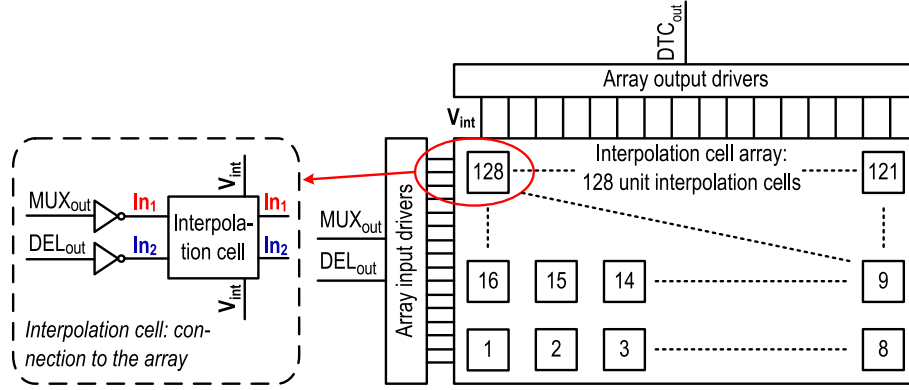 DTCout
Array output drivers
Vint
Interpolation cell array:
128 unit interpolation cells
128
121
16
15
14
9
1
2
3
8
Array input drivers
MUXout
DELout
Vint
MUXout
In1
In1
Interpola-
tion cell
DELout
In2
In2
Vint
Interpolation cell: con-
nection to the array